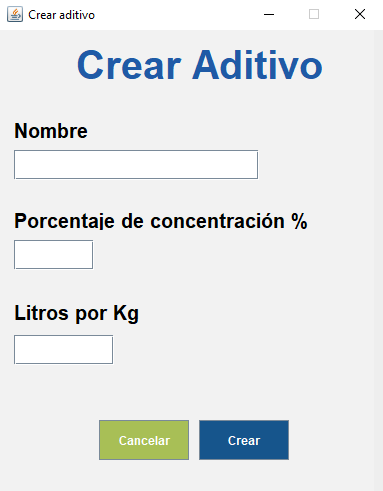 Crear aditivo
Crear Aditivo
Nombre
Porcentaje de concentración %
Litros por Kg
Cancelar
Crear